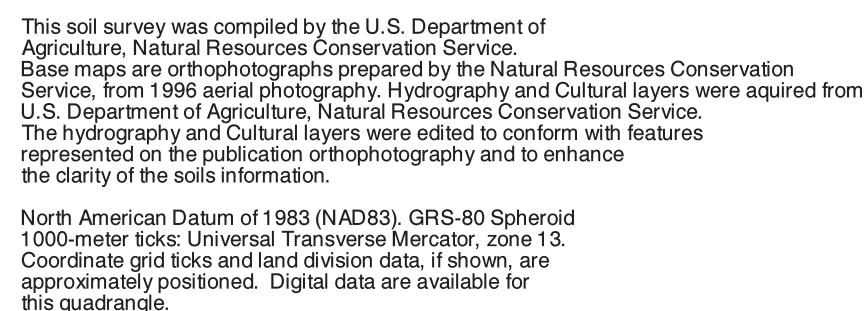 This soil survey was compiled by the U.S. Department of
Agriculture, Natural Resources Conservation Service.
Base maps are orthophotographs prepared by the Natural Resources Conservation
Service, from 1996 aerial photography. Hydrography and Cultural layers were aquired from
U.S. Department of Agriculture, Natural Resources Conservation Service.
The hydrography and Cultural layers were edited to conform with features
represented on the publication orthophotography and to enhance
the clarity of the soils information.
North American Datum of 1983 (NAD83). GRS-80 Spheroid
1000-meter ticks: Universal Transverse Mercator, zone 13.
Coordinate grid ticks and land division data, if shown, are
approximately positioned.  Digital data are available for
this quadrangle.